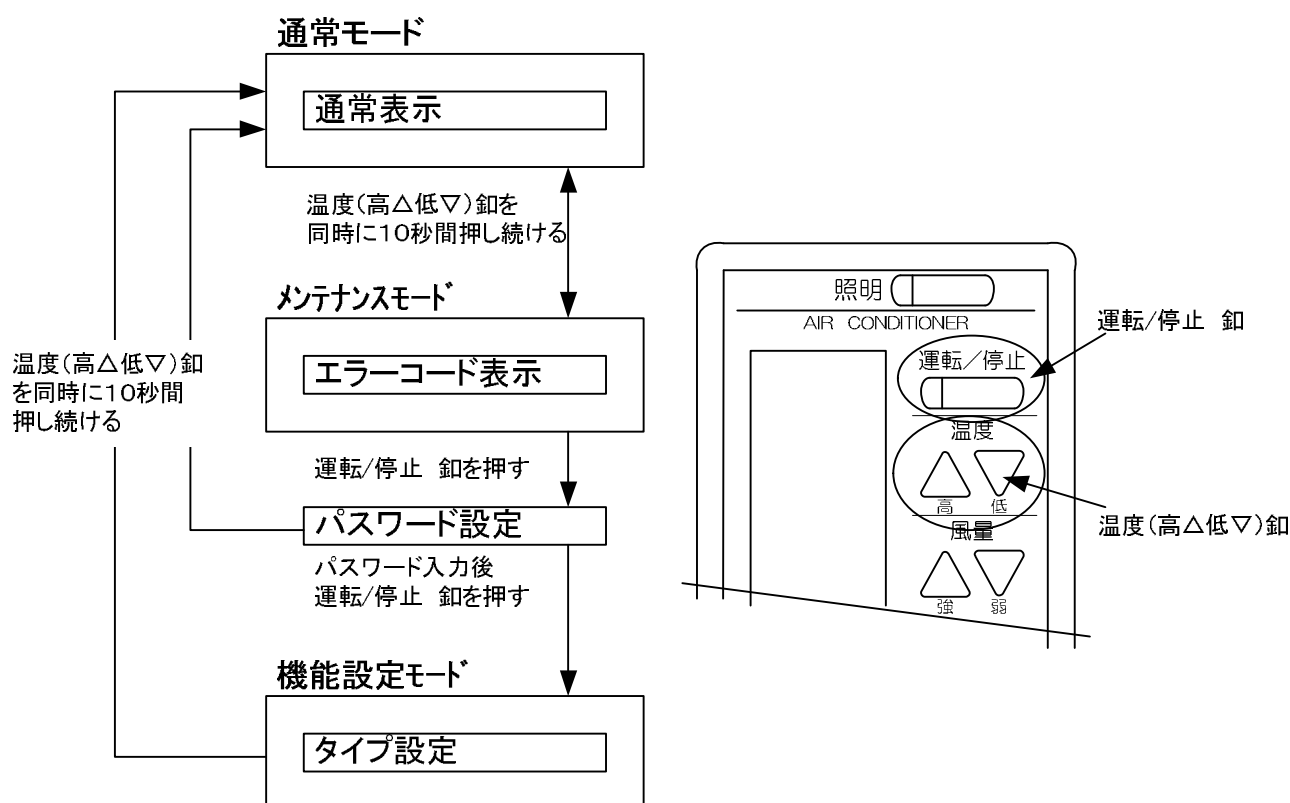 通常モード
通常表示
温度(高△低▽)釦を
同時に10秒間押し続ける
メンテナンスモード
エラーコード表示
運転/停止 釦を押す
パスワード設定
パスワード入力後
運転/停止 釦を押す
機能設定モード
タイプ設定
温度(高△低▽)釦
を同時に10秒間
押し続ける
照明
AIR CONDITIONER
運転/停止
温度
高 低
風量
強 弱
運転/停止 釦
温度(高△低▽)釦